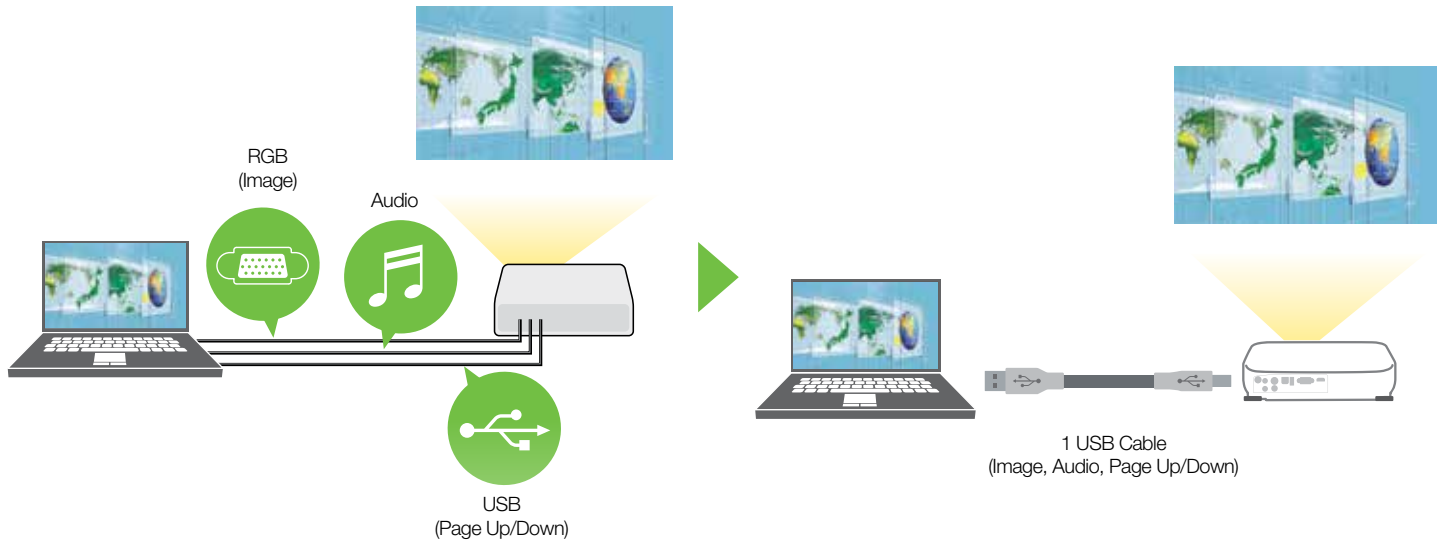 RGB
(Image)
Audio
USB
(Page Up/Down)
1 USB Cable
(Image, Audio, Page Up/Down)